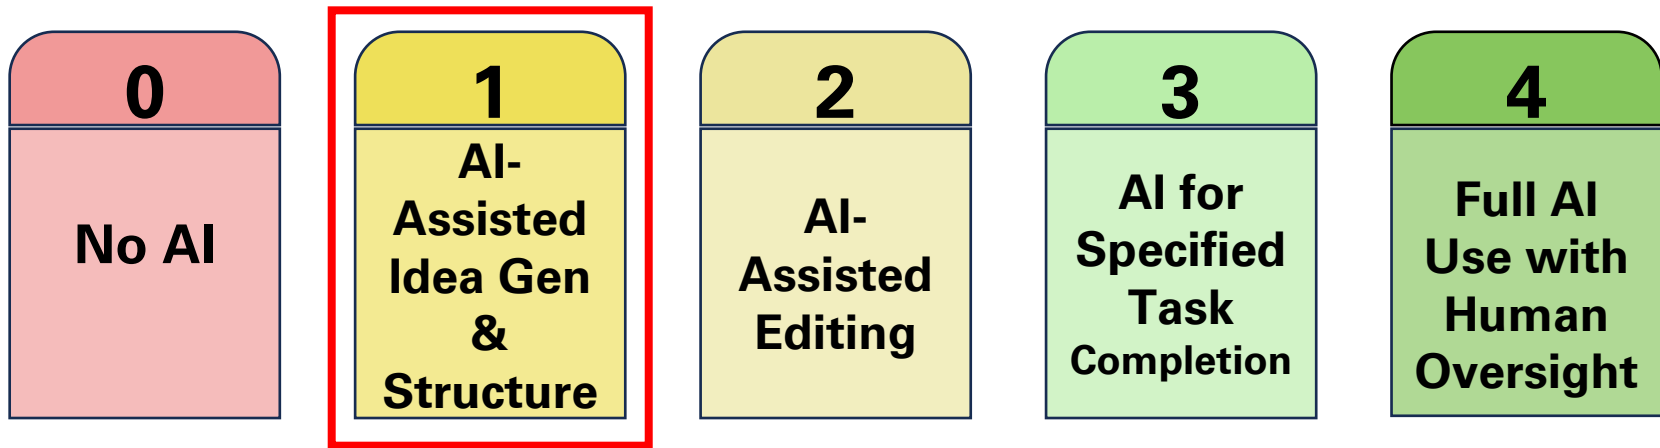 0
No AI
1
AI-
Assisted
Idea Gen
&
Structure
2
AI-
Assisted
Editing
3
AI for
Specified
Task
Completion
4
Full AI
Use with
Human
Oversight